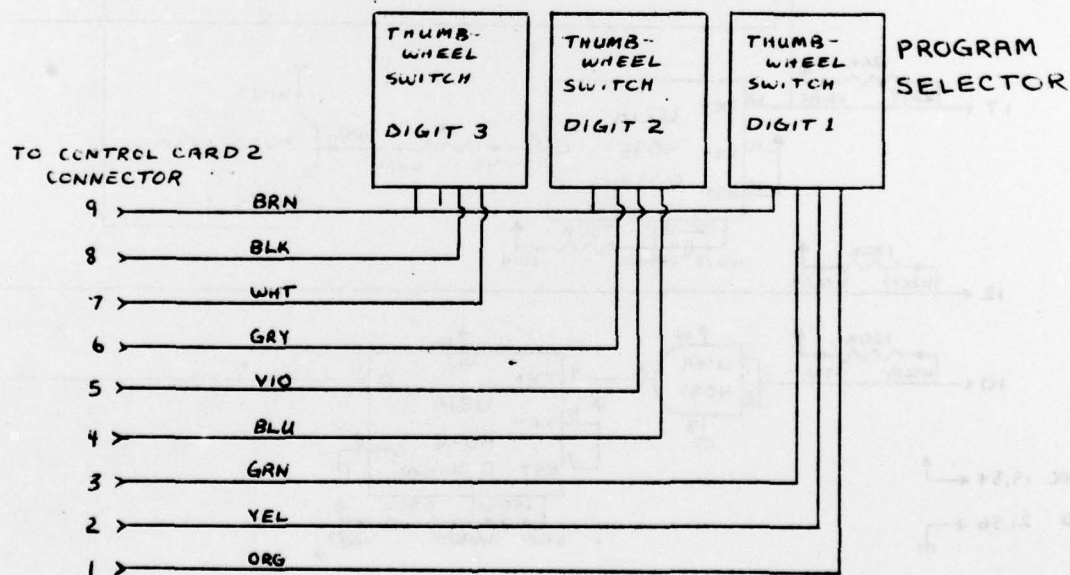 THUMB-
WHEEL
SWITCH
DIGIT 3
THUMB-
WHEEL
SWITCH
DIGIT 2
THUMB-
WHEEL
SWITCH
DIGIT 1
PROGRAM
SELECTOR
TO CONTROL CARD 2
CONNECTOR
9 BRN
8 BLK
7 WHT
6 GRY
5 VIO
4 BLU
3 GRN
2 YEL
1 ORG